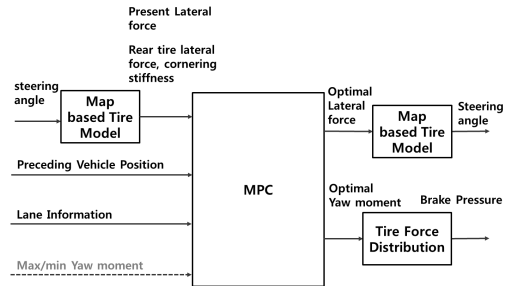 Present Lateral
force
Rear tire lateral
force, cornering
stiffness
steering
angle
Map
based Tire
Model
Preceding Vehicle Position
Lane Information
Max/min Yaw moment
MPC
Optimal
Lateral
force
Map
based Tire
Model
Steering
angle
Optimal
Yaw moment
Brake Pressure
Tire Force
Distribution